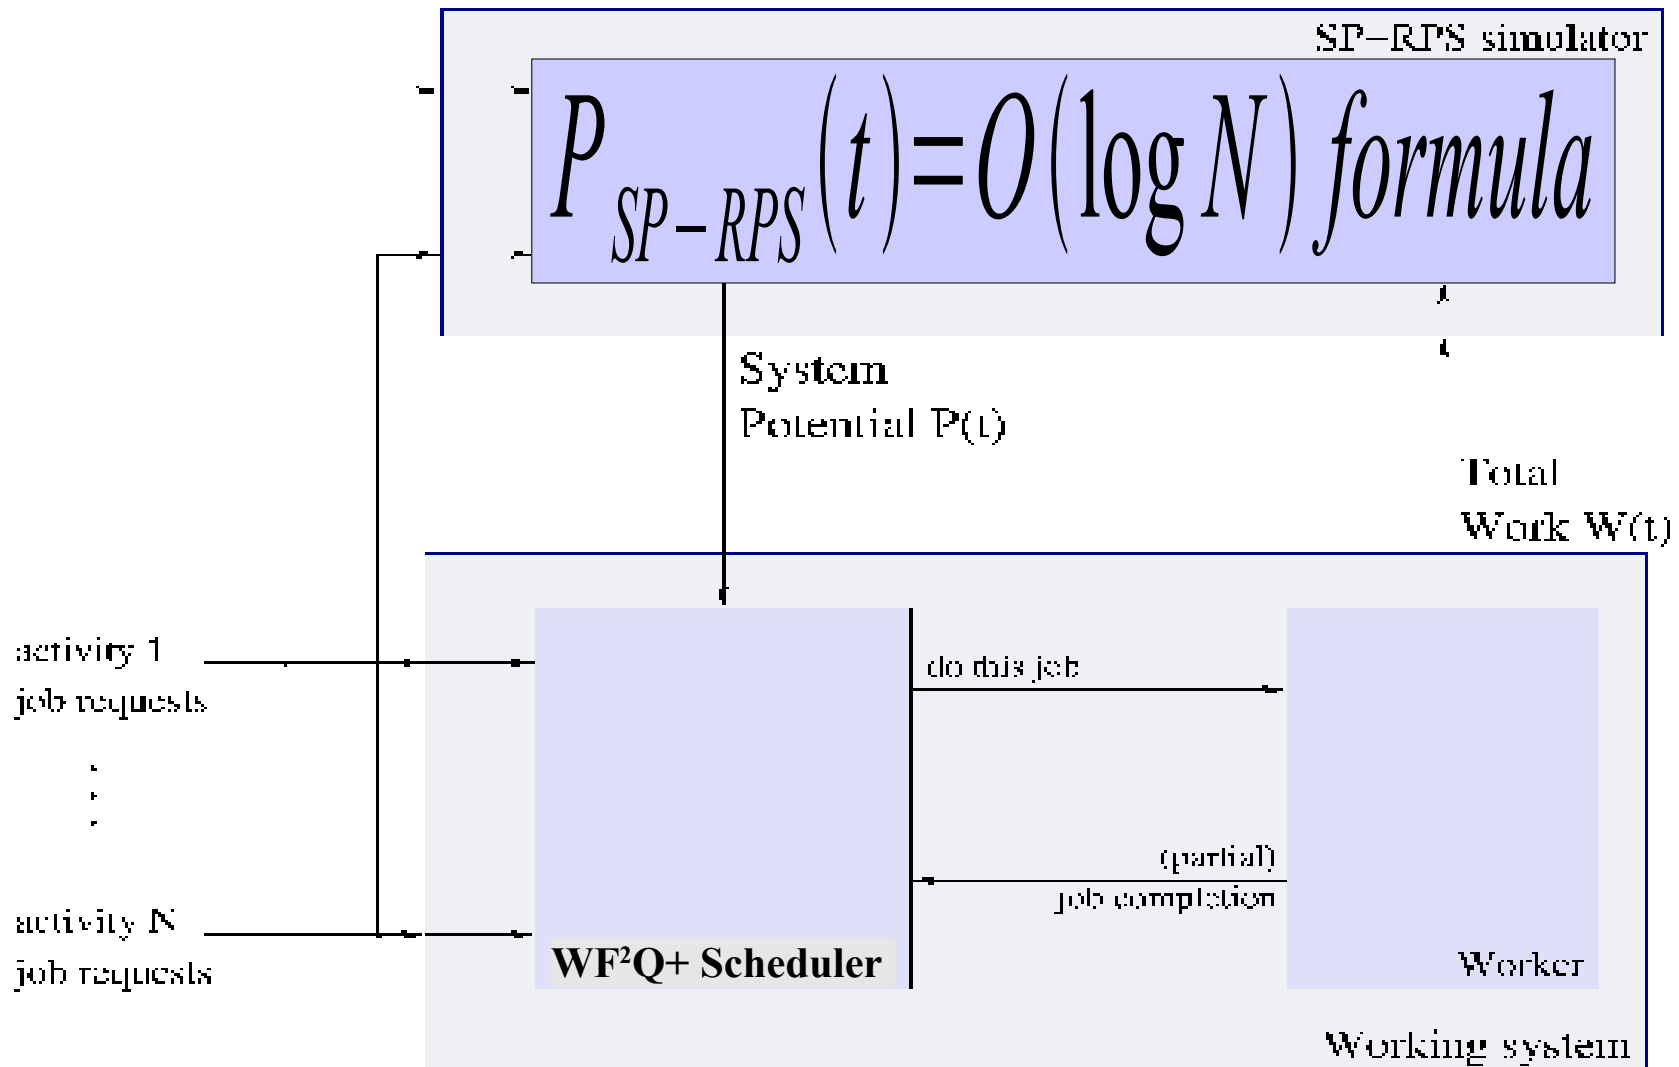 SP-RPS simulator
P_{SP-RPS}(t)=O(log N) formula
System
Potential P(t)
Total
Work W(t)
activity 1
job requests
do this job
(partial)
job completion
activity N
job requests
WF²Q+ Scheduler
Worker
Working system